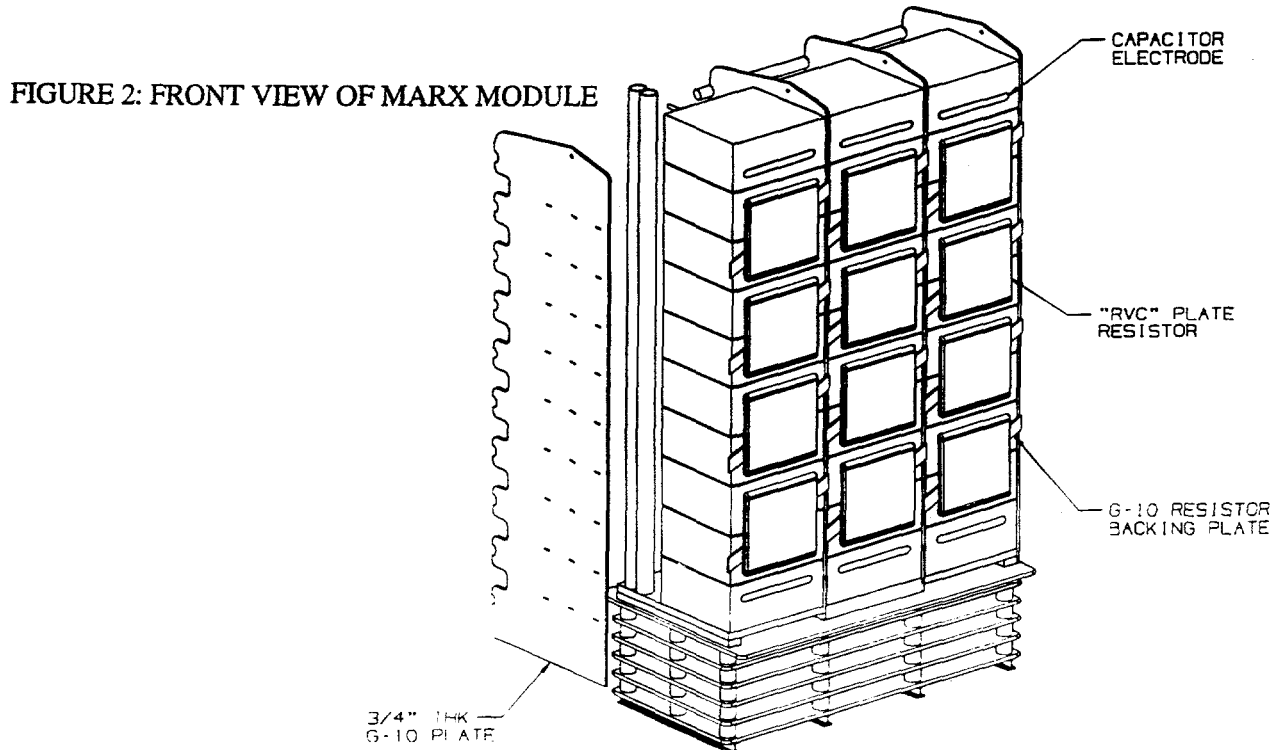 CAPACITOR
ELECTRODE
FIGURE 2: FRONT VIEW OF MARX MODULE
"RVC" PLATE
RESISTOR
G-10 RESISTOR
BACKING PLATE
3/4" THK
G-10 PLATE